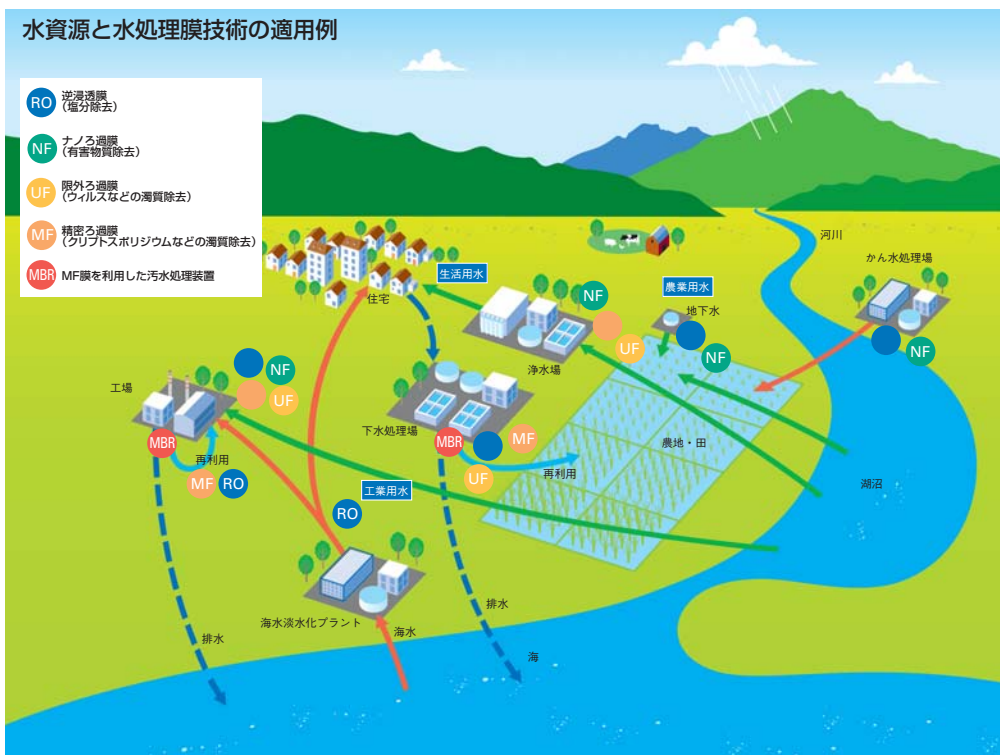 水資源と水処理膜技術の適用例
RO
逆浸透膜
(塩分除去)
NF
ナノろ過膜
(有害物質除去)
UF
限外ろ過膜
(ウィルスなどの濁質除去)
MF
精密ろ過膜
(クリプトスポリジウムなどの濁質除去)
MBR
MF膜を利用した汚水処理装置
河川
かん水処理場
NF
生活用水
農業用水
地下水
NF
住宅
NF
UF
浄水場
工場
NF
UF
MBR
再利用
MF
RO
下水処理場
MBR
MF
UF
再利用
農地・田
湖沼
工業用水
RO
海水淡水化プラント
海水
排水
排水
海